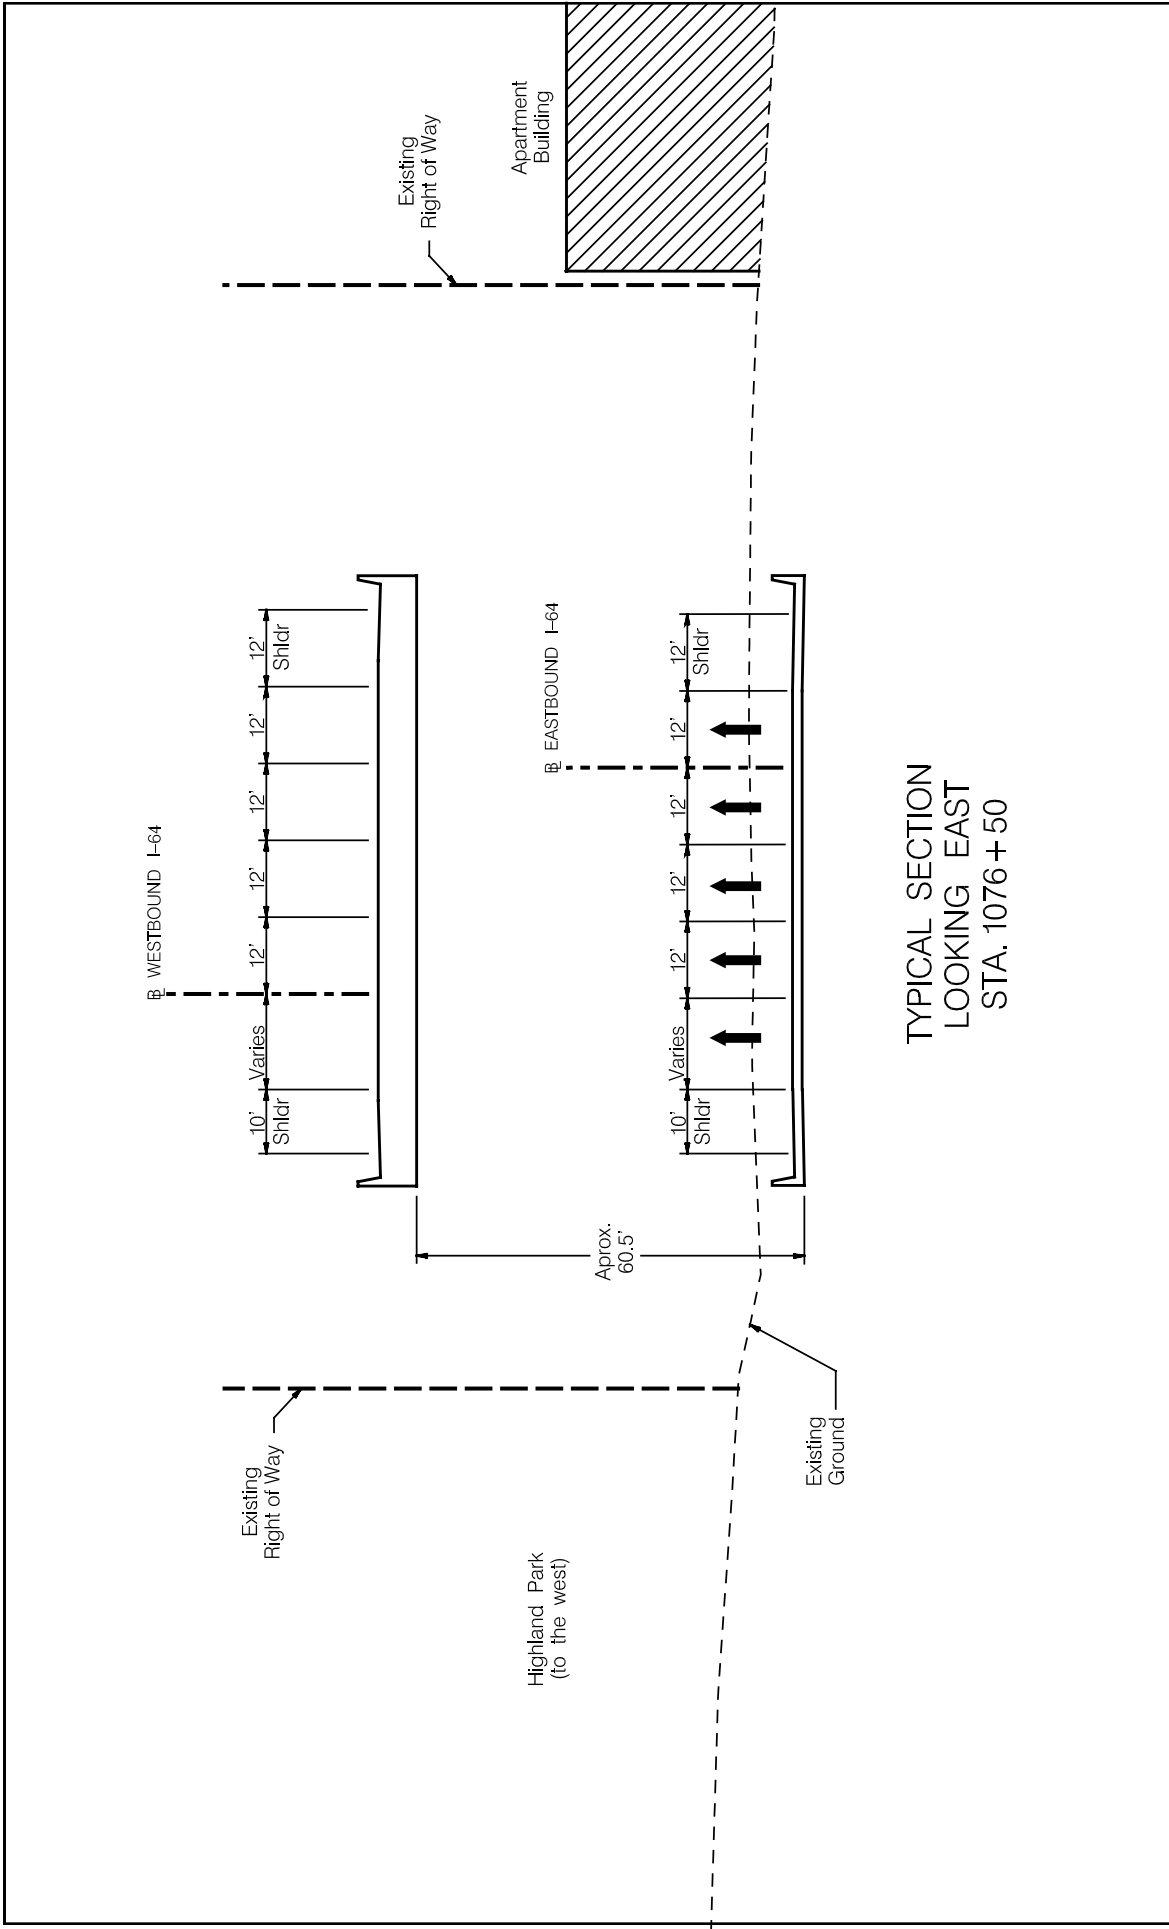 Existing
Right of Way
Apartment
Building
℄ WESTBOUND I-64
10'
Shldr
Varies
12'
12'
12'
12'
12'
Shldr
℄ EASTBOUND I-64
10'
Shldr
Varies
12'
12'
12'
12'
12'
Shldr
Aprox.
60.5'
Existing
Right of Way
Highland Park
(to the west)
Existing
Ground
TYPICAL SECTION
LOOKING EAST
STA. 1076+50